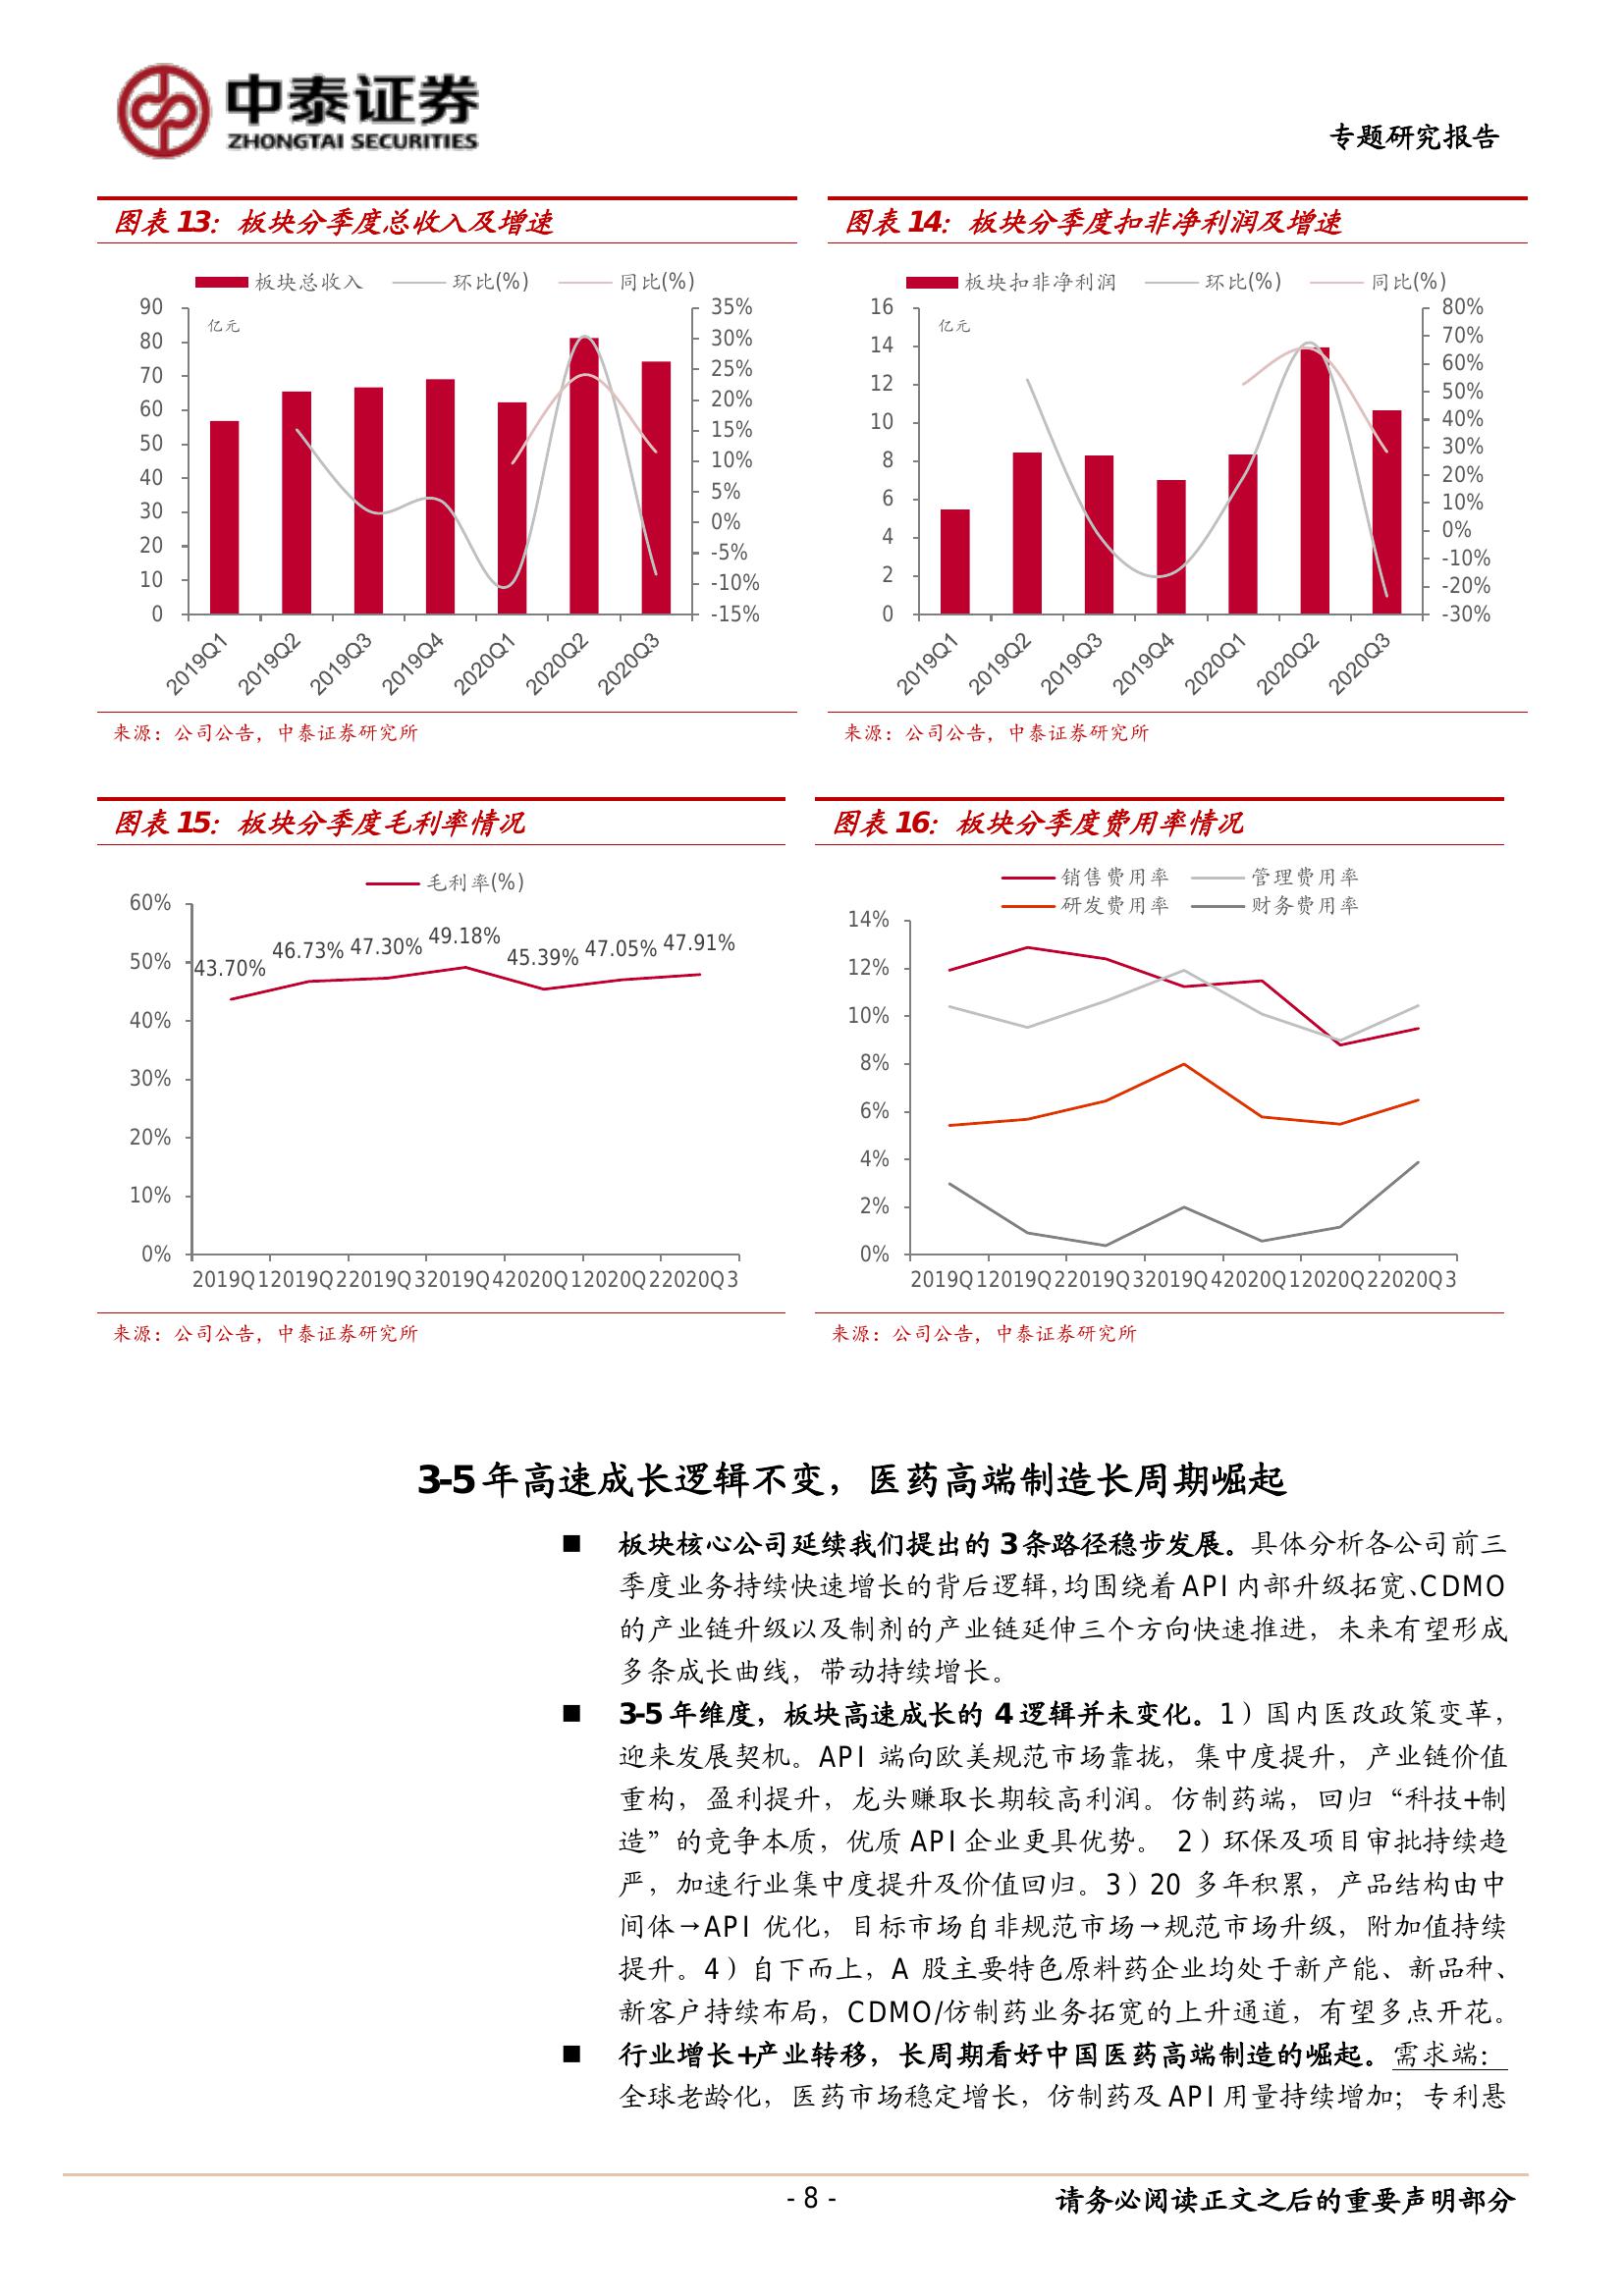 中泰证券
ZHONGTAI SECURITIES
专题研究报告
图表 13：板块分季度总收入及增速
板块总收入 环比(%) 同比(%)
亿元
90
80
70
60
50
40
30
20
10
0
35%
30%
25%
20%
15%
10%
5%
0%
-5%
-10%
-15%
2019Q1 2019Q2 2019Q3 2019Q4 2020Q1 2020Q2 2020Q3
来源：公司公告，中泰证券研究所
图表 14：板块分季度扣非净利润及增速
板块扣非净利润 环比(%) 同比(%)
亿元
16
14
12
10
8
6
4
2
0
80%
70%
60%
50%
40%
30%
20%
10%
0%
-10%
-20%
-30%
2019Q1 2019Q2 2019Q3 2019Q4 2020Q1 2020Q2 2020Q3
来源：公司公告，中泰证券研究所
图表 15：板块分季度毛利率情况
毛利率(%)
60%
50%
40%
30%
20%
10%
0%
43.70% 46.73% 47.30% 49.18% 45.39% 47.05% 47.91%
2019Q1 2019Q2 2019Q3 2019Q4 2020Q1 2020Q2 2020Q3
来源：公司公告，中泰证券研究所
图表 16：板块分季度费用率情况
销售费用率 管理费用率
研发费用率 财务费用率
14%
12%
10%
8%
6%
4%
2%
0%
2019Q1 2019Q2 2019Q3 2019Q4 2020Q1 2020Q2 2020Q3
来源：公司公告，中泰证券研究所
3-5 年高速成长逻辑不变，医药高端制造长周期崛起
■ 板块核心公司延续我们提出的 3 条路径稳步发展。具体分析各公司前三
季度业务持续快速增长的背后逻辑，均围绕着 API 内部升级拓宽、CDMO
的产业链升级以及制剂的产业链延伸三个方向快速推进，未来有望形成
多条成长曲线，带动持续增长。
■ 3-5 年维度，板块高速成长的 4 逻辑并未变化。1）国内医改政策变革，
迎来发展契机。API 端向欧美规范市场靠拢，集中度提升，产业链价值
重构，盈利提升，龙头赚取长期较高利润。仿制药端，回归“科技+制
造”的竞争本质，优质 API 企业更具优势。 2）环保及项目审批持续趋
严，加速行业集中度提升及价值回归。3）20 多年积累，产品结构由中
间体→API 优化，目标市场自非规范市场→规范市场升级，附加值持续
提升。4）自下而上，A 股主要特色原料药企业均处于新产能、新品种、
新客户持续布局，CDMO/仿制药业务拓宽的上升通道，有望多点开花。
■ 行业增长+产业转移，长周期看好中国医药高端制造的崛起。需求端：
全球老龄化，医药市场稳定增长，仿制药及 API 用量持续增加；专利悬
- 8 -
请务必阅读正文之后的重要声明部分